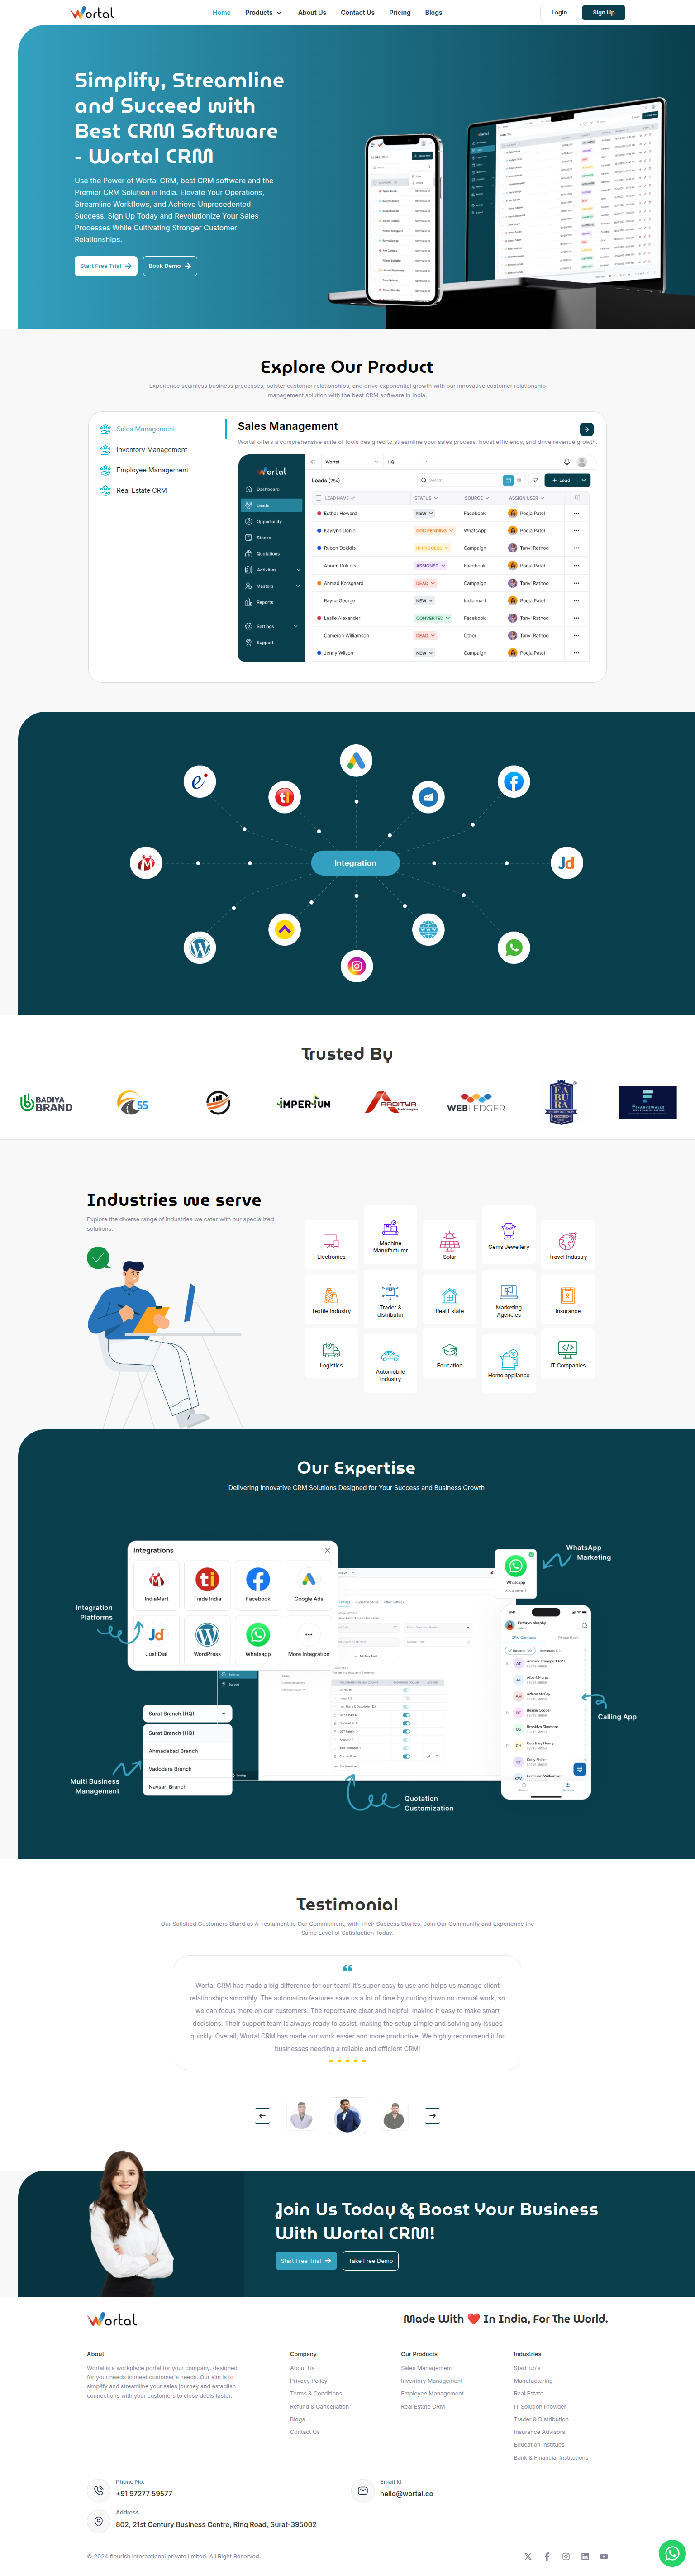 Wortal
Home
Products
About Us
Contact Us
Pricing
Blogs
Login
Sign Up
Simplify, Streamline
and Succeed with
Best CRM Software
- Wortal CRM
Use the Power of Wortal CRM, best CRM software and the
Premier CRM Solution in India. Elevate Your Operations,
Streamline Workflows, and Achieve Unprecedented
Success. Sign Up Today and Revolutionize Your Sales
Processes While Cultivating Stronger Customer
Relationships.
Start Free Trial
Book Demo
Explore Our Product
Experience seamless business processes, bolster customer relationships, and drive exponential growth with our innovative customer relationship
management solution with the best CRM software in India.
Sales Management
Inventory Management
Employee Management
Real Estate CRM
Sales Management
Wortal offers a comprehensive suite of tools designed to streamline your sales process, boost efficiency, and drive revenue growth.
Wortal
Dashboard
Leads
Opportunity
Stocks
Quotations
Activities
Masters
Reports
Settings
Support
Wortal
HQ
Leads (284)
Search...
+ Lead
LEAD NAME
STATUS
SOURCE
ASSIGN USER
Esther Howard NEW Facebook Pooja Patel
Kaylynn Donin DOC PENDING WhatsApp Pooja Patel
Ruben Dokidis IN PROCESS Campaign Tanvi Rathod
Abram Dokidis ASSIGNED Facebook Pooja Patel
Ahmad Korsgaard DEAD Campaign Tanvi Rathod
Rayna George NEW India mart Pooja Patel
Leslie Alexander CONVERTED Facebook Tanvi Rathod
Cameron Williamson DEAD Other Tanvi Rathod
Jenny Wilson NEW Campaign Pooja Patel
Integration
Trusted By
BADIYA
BRAND
S5
IMPERIUM
AADITYA
Technologies
WEBLEDGER
FABURA
FINANCEWALLE
Industries we serve
Explore the diverse range of industries we cater with our specialized
solutions.
Electronics
Machine
Manufacturer
Solar
Gems Jewellery
Travel Industry
Textile Industry
Trader &
distributor
Real Estate
Marketing
Agencies
Insurance
Logistics
Automobile
Industry
Education
Home appliance
IT Companies
Our Expertise
Delivering Innovative CRM Solutions Designed for Your Success and Business Growth
Integrations
IndiaMart
Trade India
Facebook
Google Ads
Just Dial
WordPress
Whatsapp
More Integration
Integration
Platforms
WhatsApp
Marketing
Whatsapp
Calling App
Surat Branch (HQ)
Surat Branch (HQ)
Ahmadabad Branch
Vadodara Branch
Navsari Branch
Multi Business
Management
Quotation
Customization
Testimonial
Our Satisfied Customers Stand as A Testament to Our Commitment, with Their Success Stories. Join Our Community and Experience the
Same Level of Satisfaction Today.
Wortal CRM has made a big difference for our team! It's super easy to use and helps us manage client
relationships smoothly. The automation features save us a lot of time by cutting down on manual work, so
we can focus more on our customers. The reports are clear and helpful, making it easy to make smart
decisions. Their support team is always ready to assist, making the setup simple and solving any issues
quickly. Overall, Wortal CRM has made our work easier and more productive. We highly recommend it for
businesses needing a reliable and efficient CRM!
Join Us Today & Boost Your Business
With Wortal CRM!
Start Free Trial
Take Free Demo
Wortal
Made With ❤️ In India, For The World.
About
Wortal is a workplace portal for your company, designed
for your needs to meet customer's needs. Our aim is to
simplify and streamline your sales journey and establish
connections with your customers to close deals faster.
Company
About Us
Privacy Policy
Terms & Conditions
Refund & Cancellation
Blogs
Contact Us
Our Products
Sales Management
Inventory Management
Employee Management
Real Estate CRM
Industries
Start-up's
Manufacturing
Real Estate
IT Solution Provider
Trader & Distribution
Insurance Advisors
Education Institues
Bank & Financial Institutions
Phone No.
+91 97277 59577
Email Id
hello@wortal.co
Address
802, 21st Century Business Centre, Ring Road, Surat-395002
© 2024 flourish international private limited. All Right Reserved.